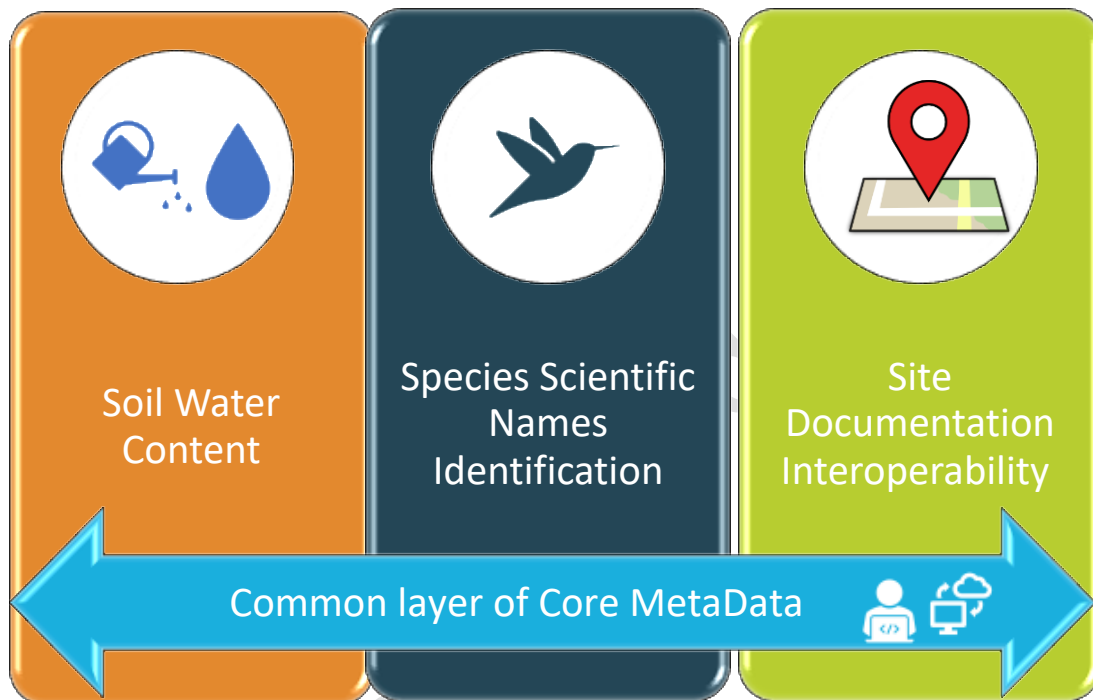 Soil Water
Content
Species Scientific
Names
Identification
Site
Documentation
Interoperability
Common layer of Core MetaData
</>